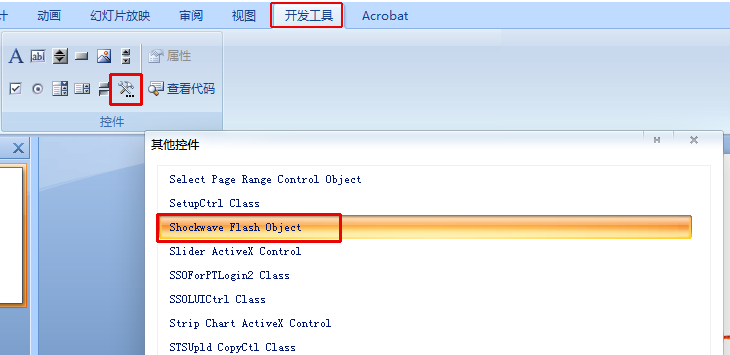 计 动画 幻灯片放映 审阅 视图 开发工具 Acrobat
A ab 属性
查看代码
控件
其他控件
Select Page Range Control Object
SetupCtrl Class
Shockwave Flash Object
Slider ActiveX Control
SSOForPTLogin2 Class
SSOLUICtrl Class
Strip Chart ActiveX Control
STSUpld CopyCtl Class